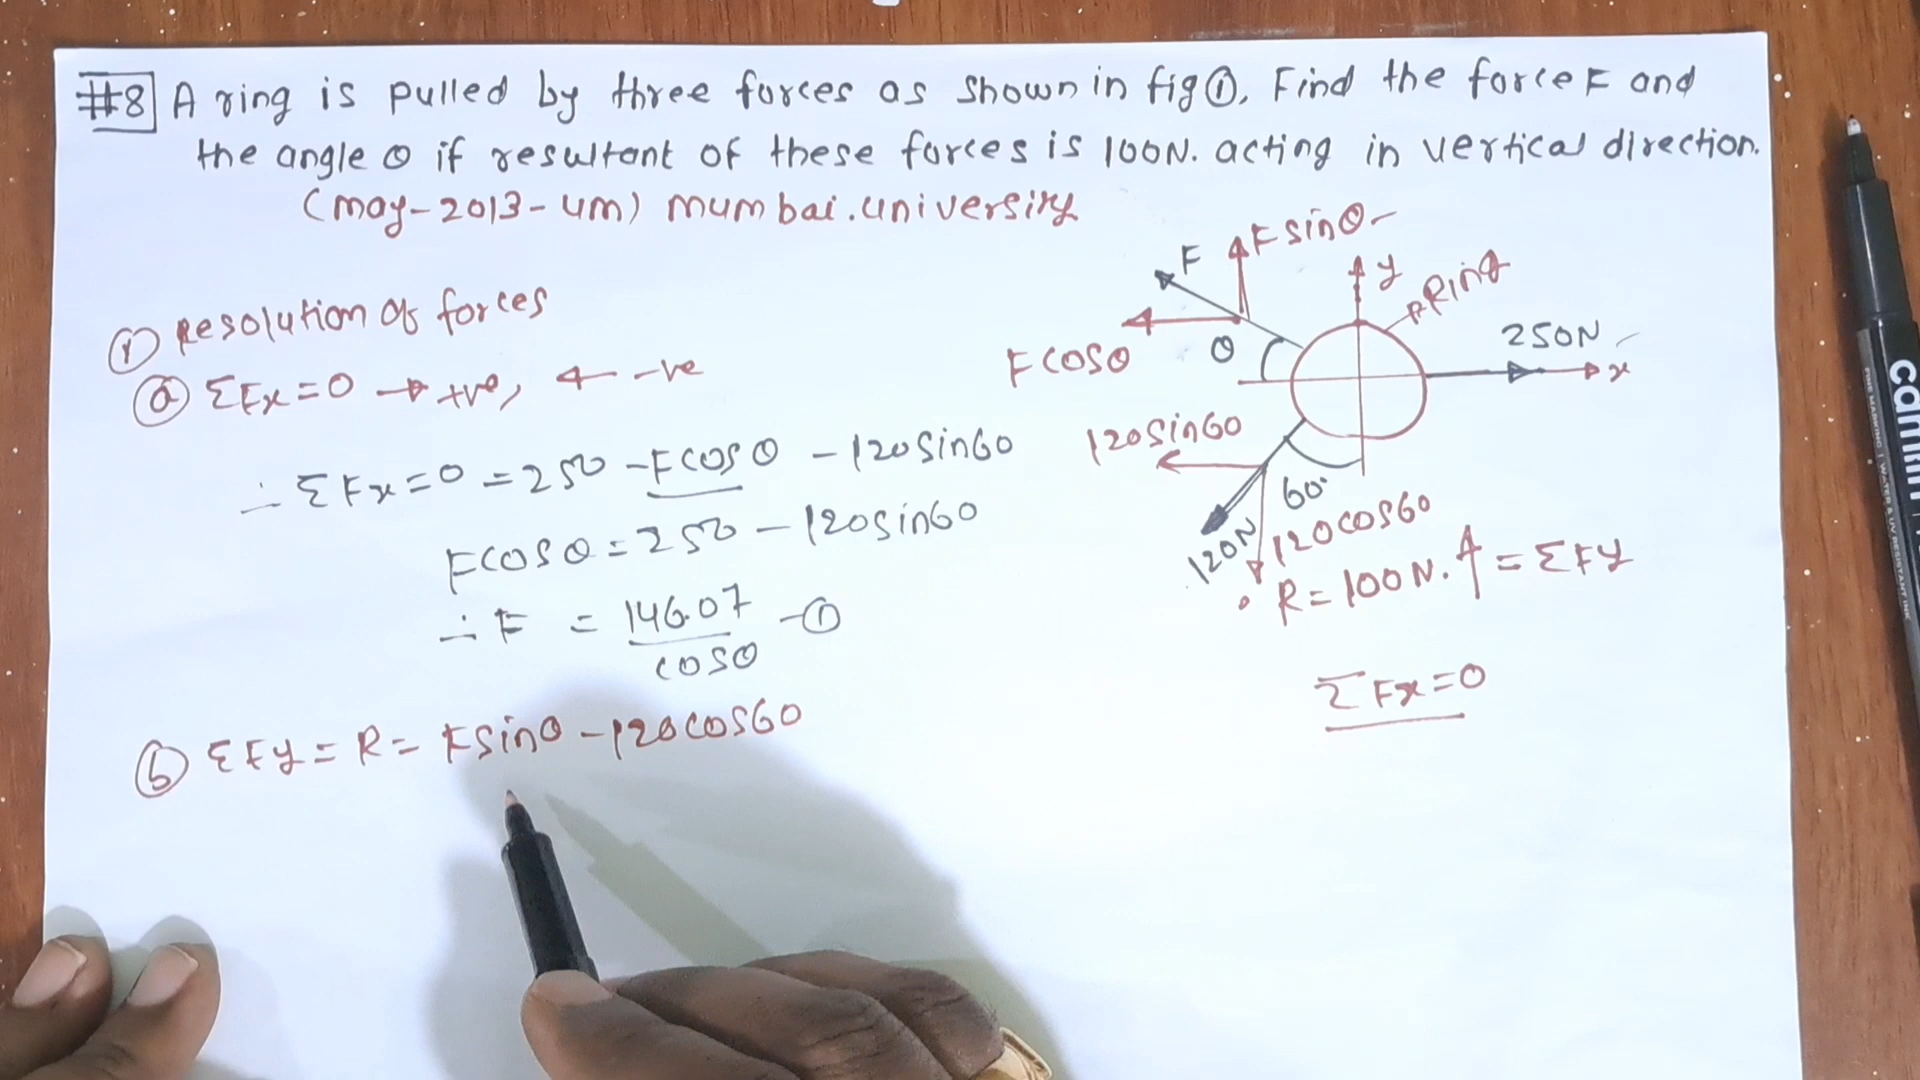 #8 A ring is pulled by three forces as shown in fig ①. Find the force F and
the angle θ if resultant of these forces is 100N. acting in vertical direction.
(may-2013-4m) mumbai.university
① Resolution of forces
ⓐ ΣFx=0 → +ve, ← -ve
∴ ΣFx=0 = 250 - Fcosθ - 120sin60
Fcosθ = 250 - 120sin60
∴ F = 146.07 / cosθ -①
ⓑ ΣFy = R = Fsinθ - 120cos60
F
Fsinθ
y
Ring
Fcosθ
θ
250N
x
120sin60
60°
120N
120cos60
R = 100N. ↑ = ΣFy
ΣFx=0